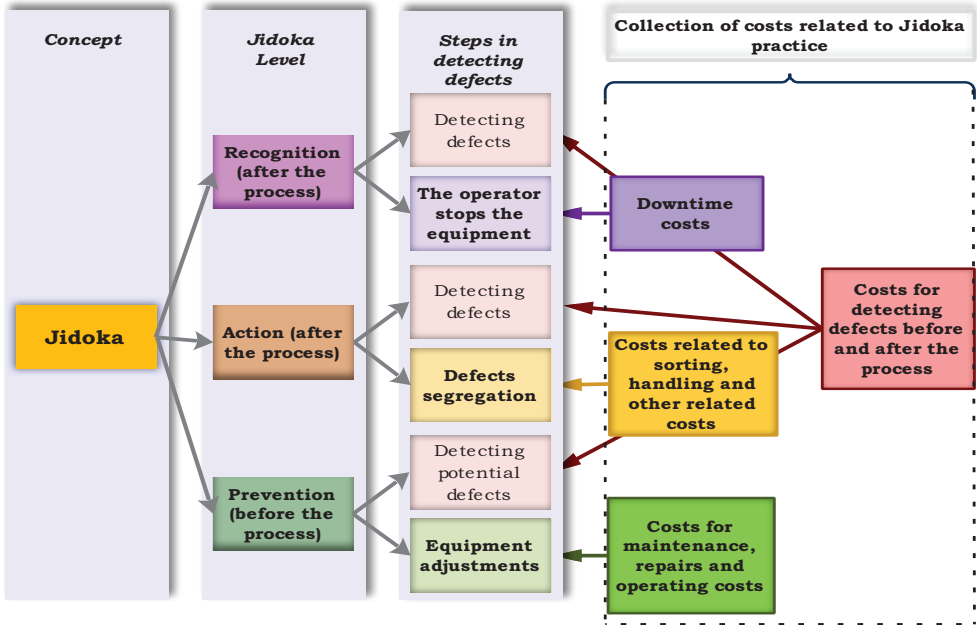 Concept
Jidoka
Level
Steps in
detecting
defects
Collection of costs related to Jidoka
practice
Jidoka
Recognition
(after the
process)
Action (after
the process)
Prevention
(before the
process)
Detecting
defects
The operator
stops the
equipment
Detecting
defects
Defects
segregation
Detecting
potential
defects
Equipment
adjustments
Downtime
costs
Costs related to
sorting,
handling and
other related
costs
Costs for
maintenance,
repairs and
operating costs
Costs for
detecting
defects before
and after the
process